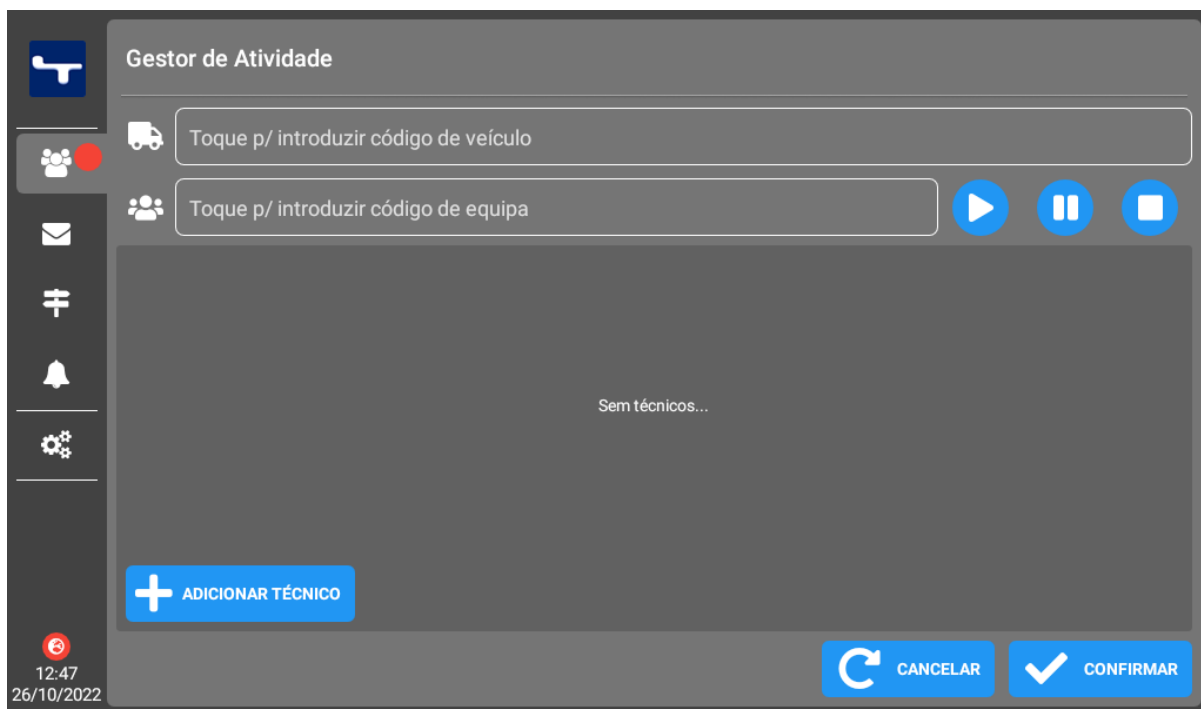 Gestor de Atividade
Toque p/ introduzir código de veículo
Toque p/ introduzir código de equipa
Sem técnicos...
ADICIONAR TÉCNICO
CANCELAR
CONFIRMAR
12:47
26/10/2022